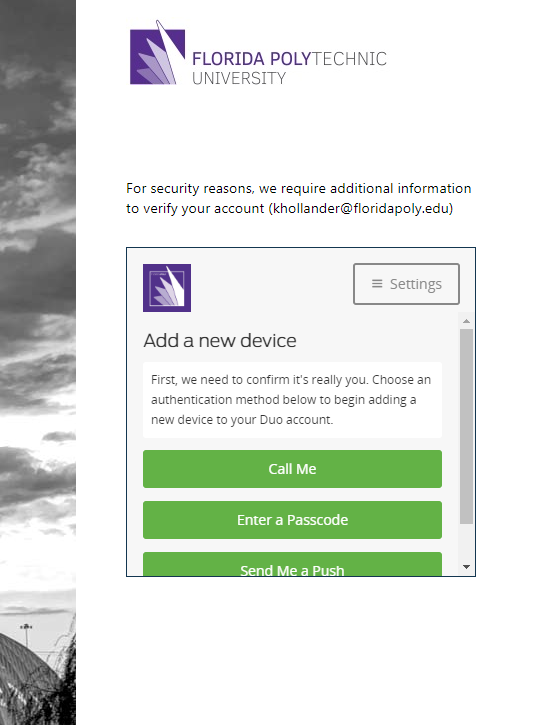 FLORIDA POLYTECHNIC
UNIVERSITY
For security reasons, we require additional information
to verify your account (khollander@floridapoly.edu)
Settings
Add a new device
First, we need to confirm it's really you. Choose an
authentication method below to begin adding a
new device to your Duo account.
Call Me
Enter a Passcode
Send Me a Push